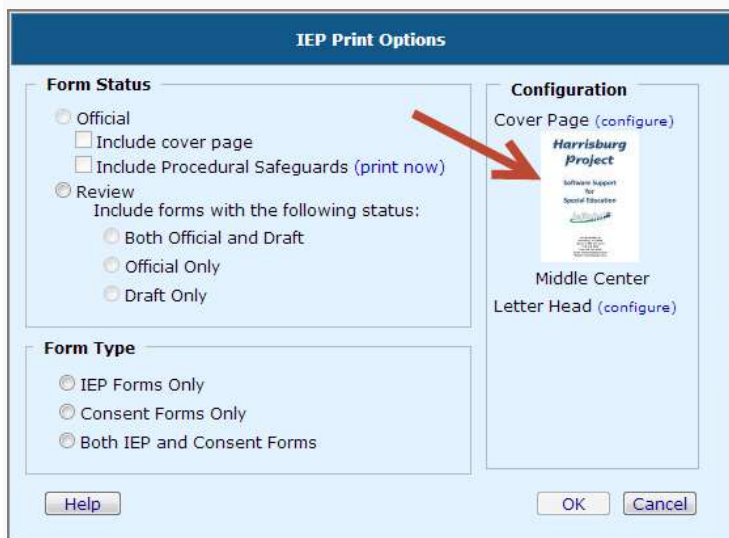 IEP Print Options
Form Status
Official
Include cover page
Include Procedural Safeguards (print now)
Review
Include forms with the following status:
Both Official and Draft
Official Only
Draft Only
Form Type
IEP Forms Only
Consent Forms Only
Both IEP and Consent Forms
Configuration
Cover Page (configure)
Harrisburg
Project
Software Support
for
Special Education
Middle Center
Letter Head (configure)
Help
OK
Cancel